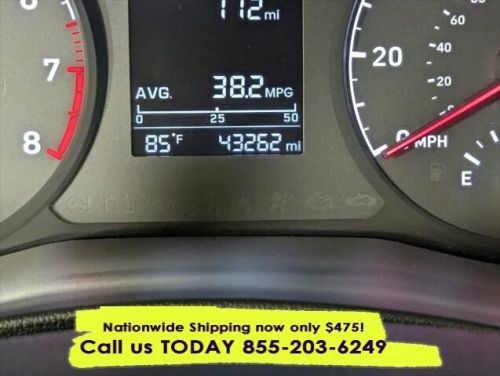 112
mi
60
20
40
7
20
AVG. 38.2 MPG
0 25 50
8
85°F 43262 mi
0 MPH
E
Nationwide Shipping now only $475!
Call us TODAY 855-203-6249